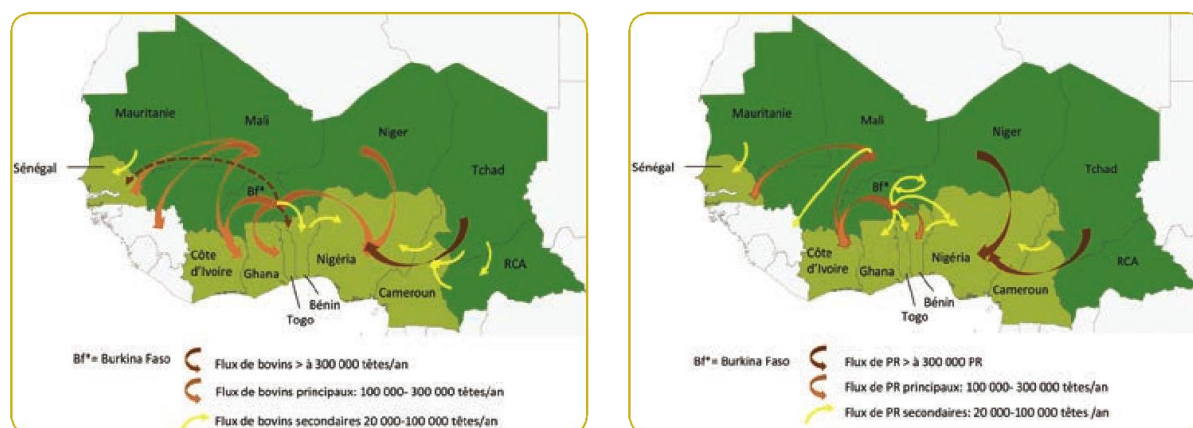 Mauritanie
Mali
Niger
Tchad
Sénégal
Bf*
Côte
d'Ivoire
Ghana
Nigéria
RCA
Cameroun
Bénin
Togo
Bf*= Burkina Faso
Flux de bovins > à 300 000 têtes/an
Flux de bovins principaux: 100 000- 300 000 têtes/an
Flux de bovins secondaires 20 000-100 000 têtes/an
Mauritanie
Mali
Niger
Tchad
Sénégal
Bf*
Côte
d'Ivoire
Ghana
Nigéria
RCA
Cameroun
Bénin
Togo
Bf*= Burkina Faso
Flux de PR > à 300 000 PR
Flux de PR principaux: 100 000- 300 000 têtes/an
Flux de PR secondaires: 20 000-100 000 têtes /an